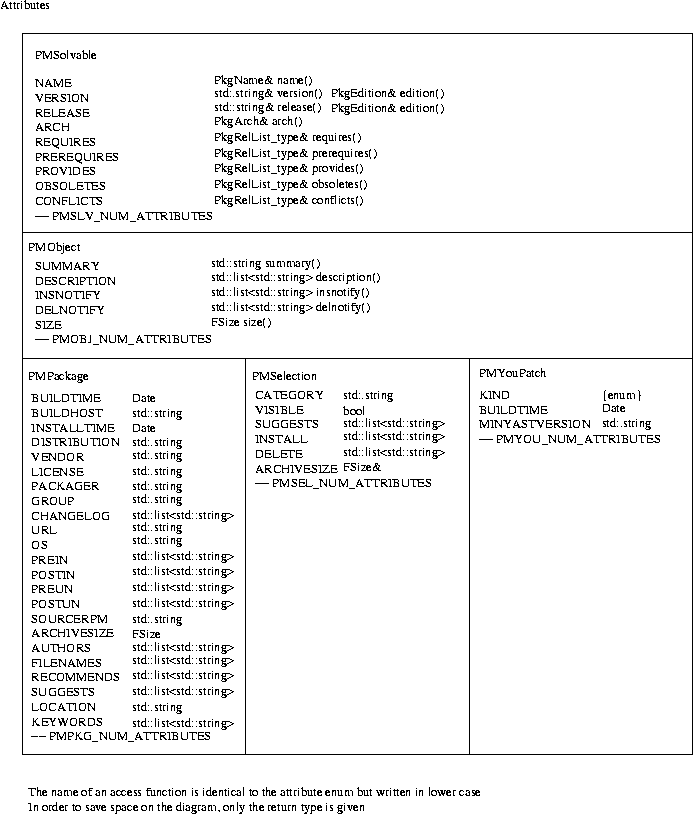 Attributes
PMSolvable
NAME PkgName& name()
VERSION std::string& version() PkgEdition& edition()
RELEASE std::string& release() PkgEdition& edition()
ARCH PkgArch& arch()
REQUIRES PkgRelList_type& requires()
PREREQUIRES PkgRelList_type& prerequires()
PROVIDES PkgRelList_type& provides()
OBSOLETES PkgRelList_type& obsoletes()
CONFLICTS PkgRelList_type& conflicts()
— PMSLV_NUM_ATTRIBUTES
PMObject
SUMMARY std::string summary()
DESCRIPTION std::list<std::string> description()
INSNOTIFY std::list<std::string> insnotify()
DELNOTIFY std::list<std::string> delnotify()
SIZE FSize size()
— PMOBJ_NUM_ATTRIBUTES
PMPackage
BUILDTIME Date
BUILDHOST std::string
INSTALLTIME Date
DISTRIBUTION std::string
VENDOR std::string
LICENSE std::string
PACKAGER std::string
GROUP std::string
CHANGELOG std::list<std::string>
URL std::string
OS std::string
PREIN std::list<std::string>
POSTIN std::list<std::string>
PREUN std::list<std::string>
POSTUN std::list<std::string>
SOURCERPM std::string
ARCHIVESIZE FSize
AUTHORS std::list<std::string>
FILENAMES std::list<std::string>
RECOMMENDS std::list<std::string>
SUGGESTS std::list<std::string>
LOCATION std::string
KEYWORDS std::list<std::string>
— PMPKG_NUM_ATTRIBUTES
PMSelection
CATEGORY std::string
VISIBLE bool
SUGGESTS std::list<std::string>
INSTALL std::list<std::string>
DELETE std::list<std::string>
ARCHIVESIZE FSize&
— PMSEL_NUM_ATTRIBUTES
PMYouPatch
KIND {enum}
BUILDTIME Date
MINYASTVERSION std::string
— PMYOU_NUM_ATTRIBUTES
The name of an access function is identical to the attribute enum but written in lower case
In order to save space on the diagram, only the return type is given